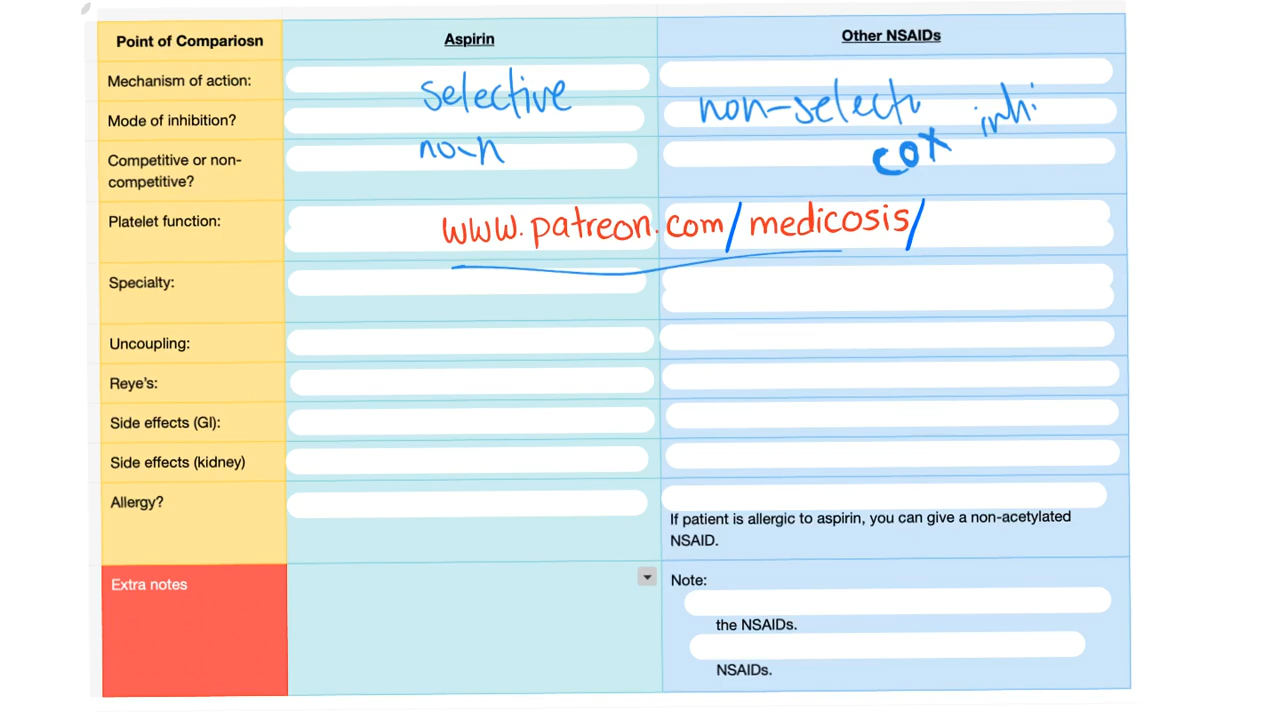 Point of Compariosn Aspirin Other NSAIDs
Mechanism of action:
selective non-selecti inhi
Mode of inhibition?
no-n cox
Competitive or non-
competitive?
Platelet function: www.patreon.com/medicosis/
Specialty:
Uncoupling:
Reye's:
Side effects (GI):
Side effects (kidney)
Allergy?
If patient is allergic to aspirin, you can give a non-acetylated
NSAID.
Extra notes Note:
the NSAIDs.
NSAIDs.